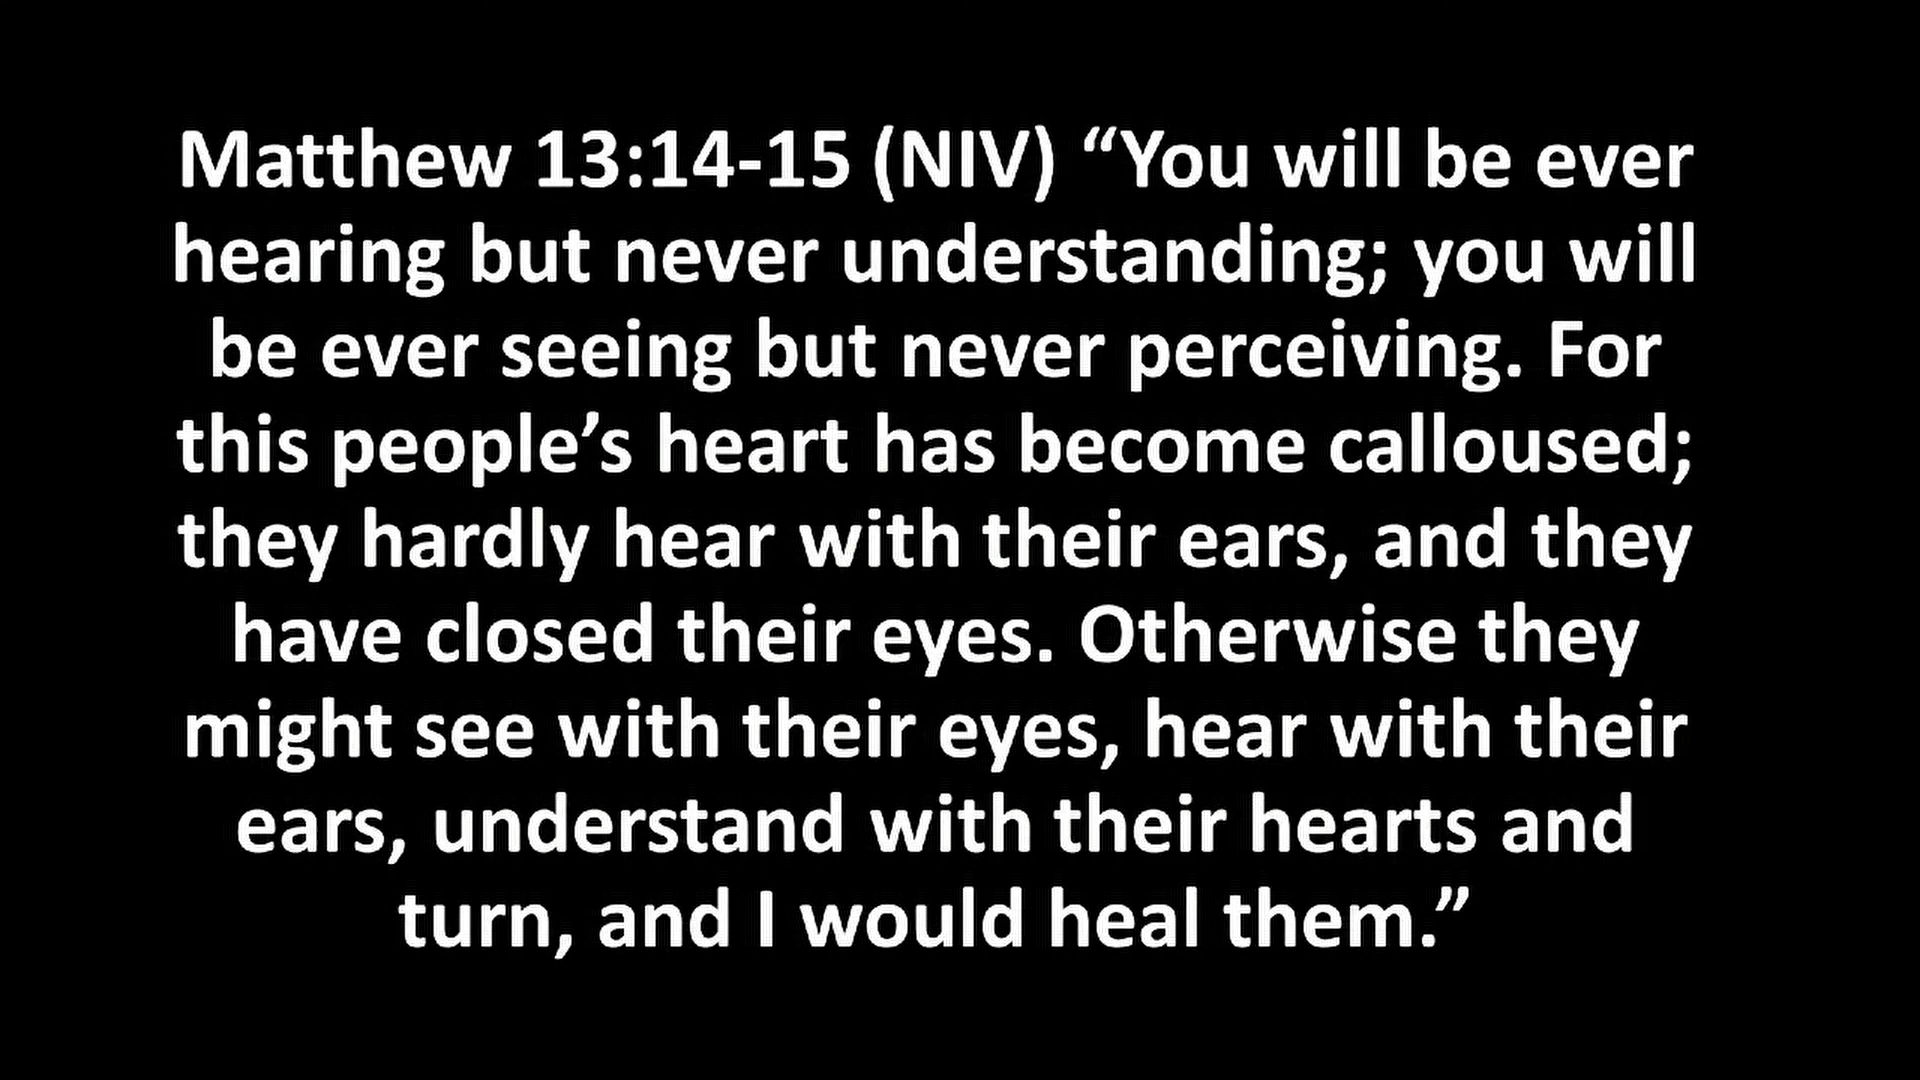 Matthew 13:14-15 (NIV) “You will be ever
hearing but never understanding; you will
be ever seeing but never perceiving. For
this people’s heart has become calloused;
they hardly hear with their ears, and they
have closed their eyes. Otherwise they
might see with their eyes, hear with their
ears, understand with their hearts and
turn, and I would heal them.”